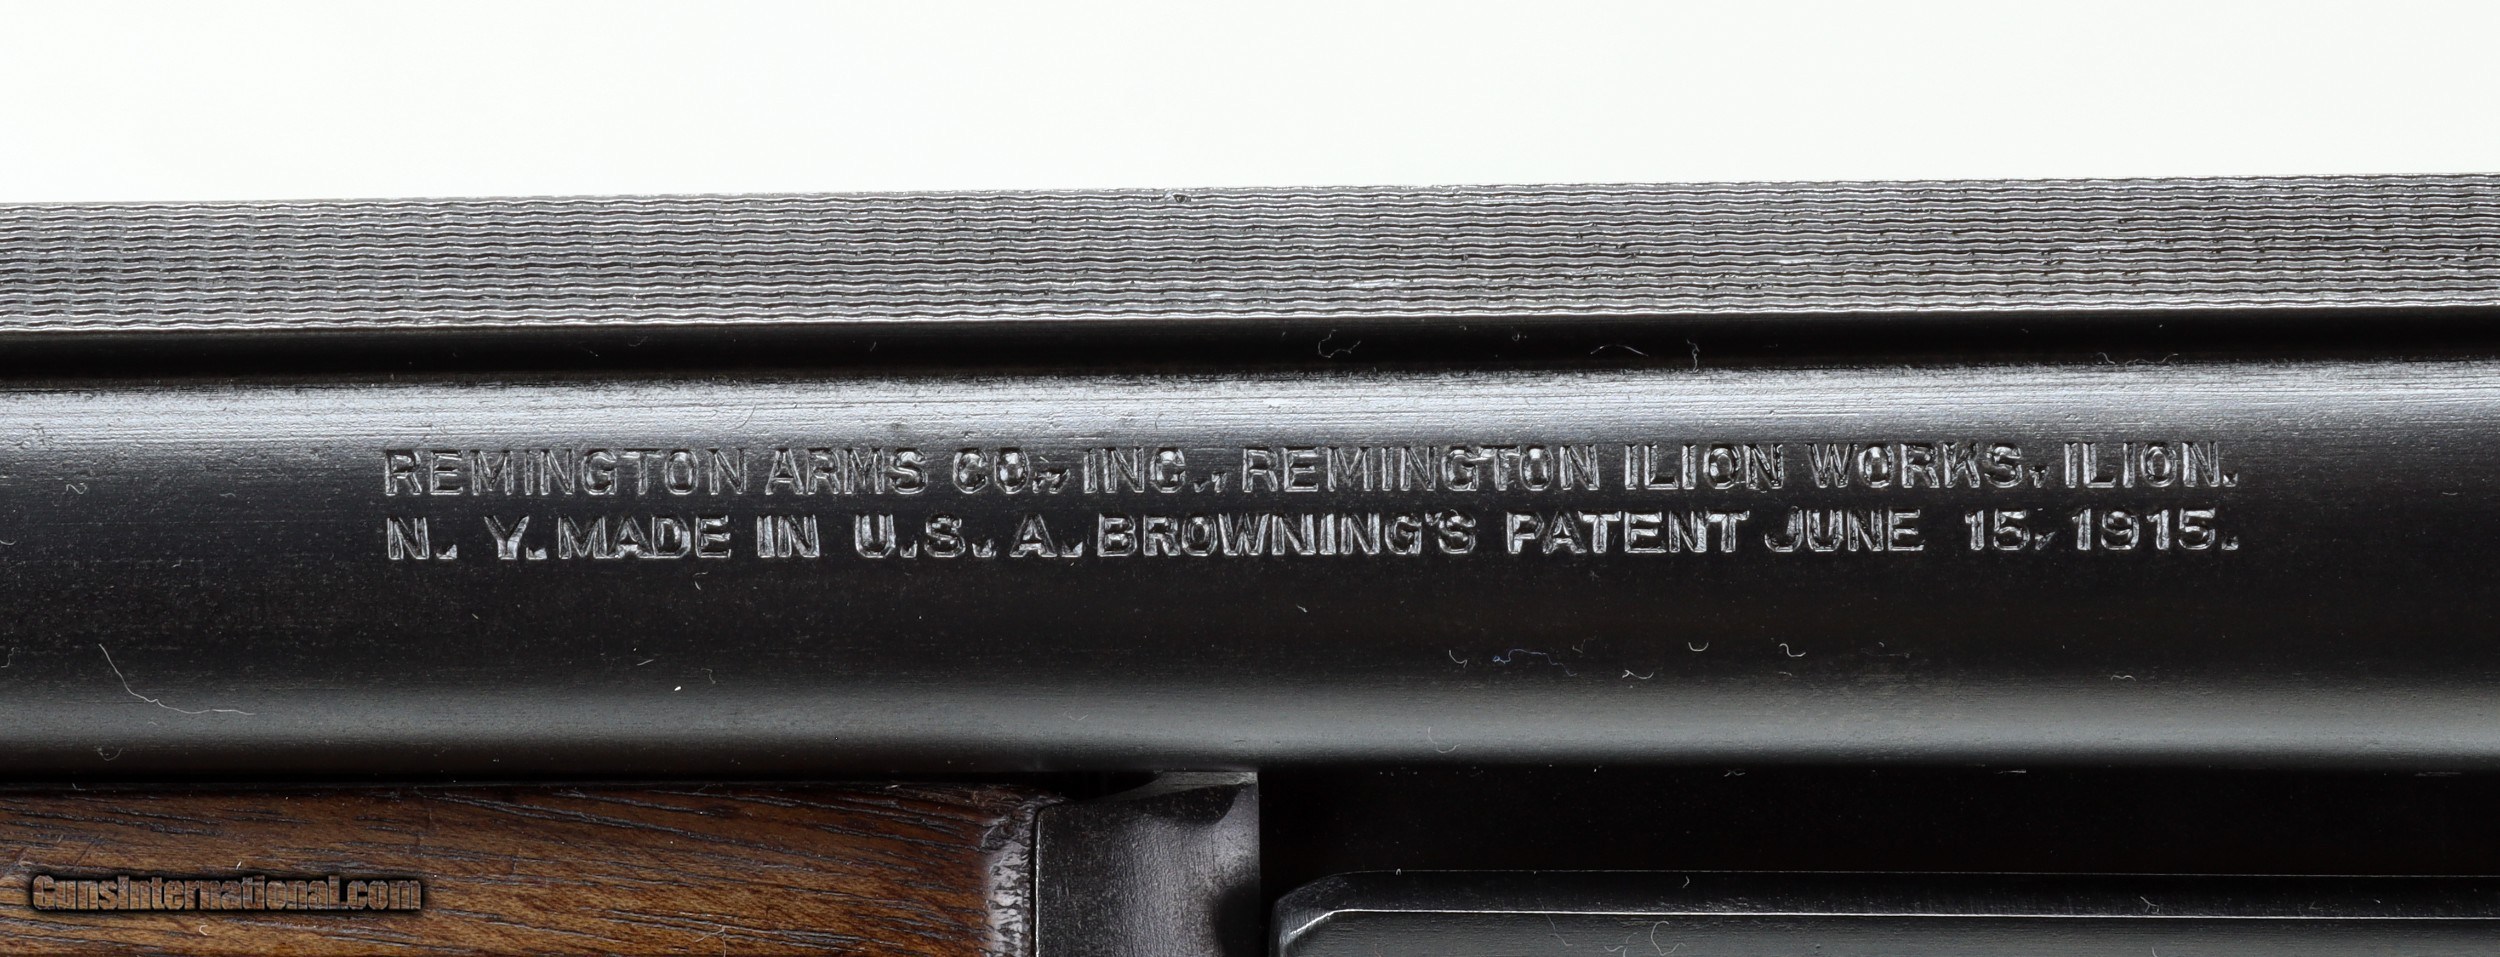 REMINGTON ARMS CO., INC., REMINGTON ILION WORKS, ILION.
N. Y. MADE IN U.S. A. BROWNING'S PATENT JUNE 15, 1915.
GunsInternational.com